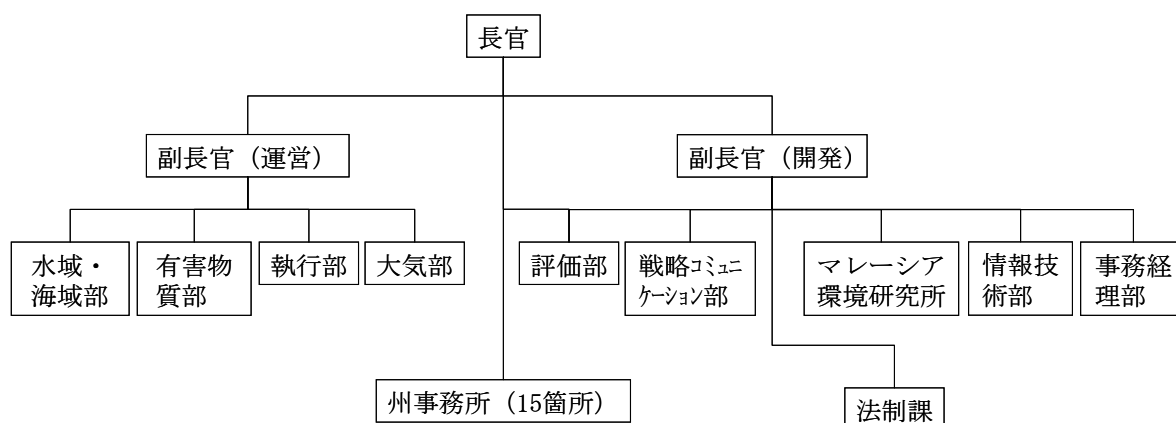 長官
副長官（運営）
副長官（開発）
水域・
海域部
有害物
質部
執行部
大気部
評価部
戦略ｺﾐｭﾆ
ｹｰｼｮﾝ部
マレーシア
環境研究所
情報技
術部
事務経
理部
州事務所（15箇所）
法制課